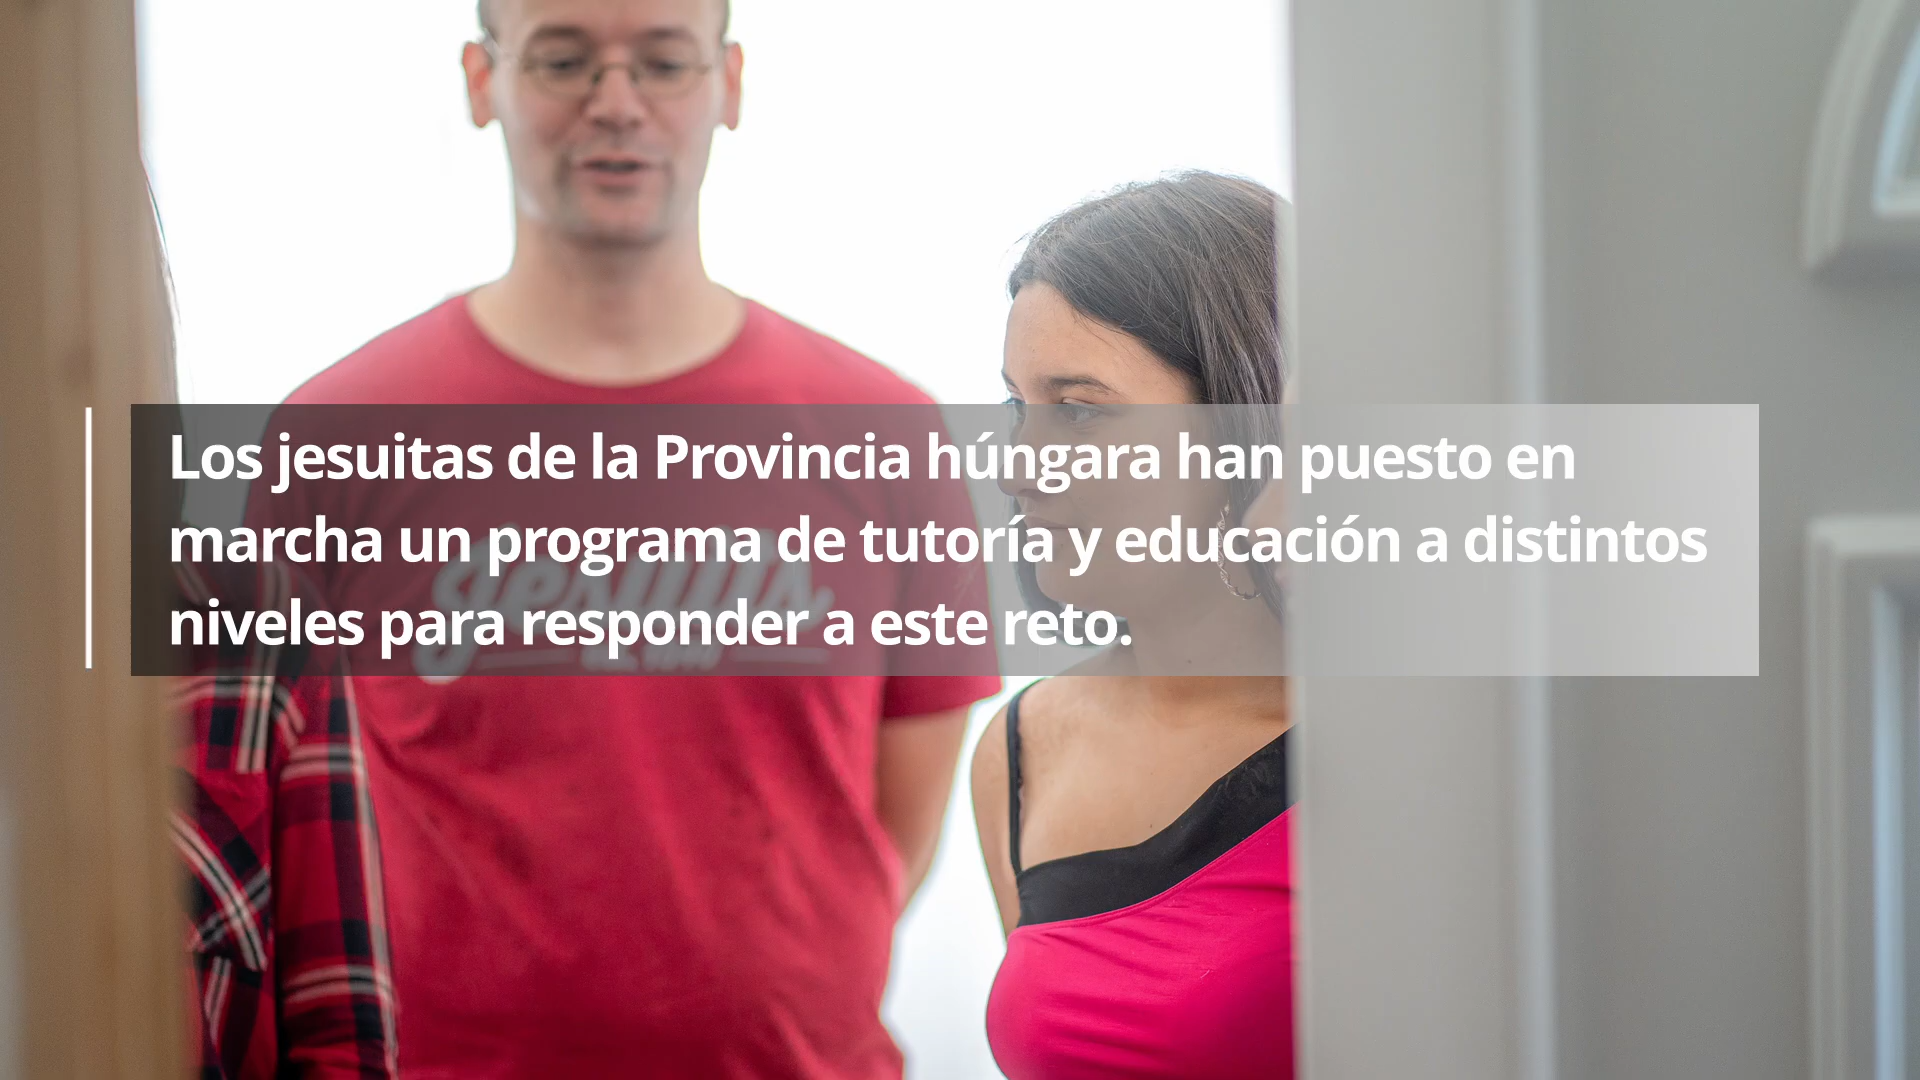 Los jesuitas de la Provincia húngara han puesto en
marcha un programa de tutoría y educación a distintos
niveles para responder a este reto.